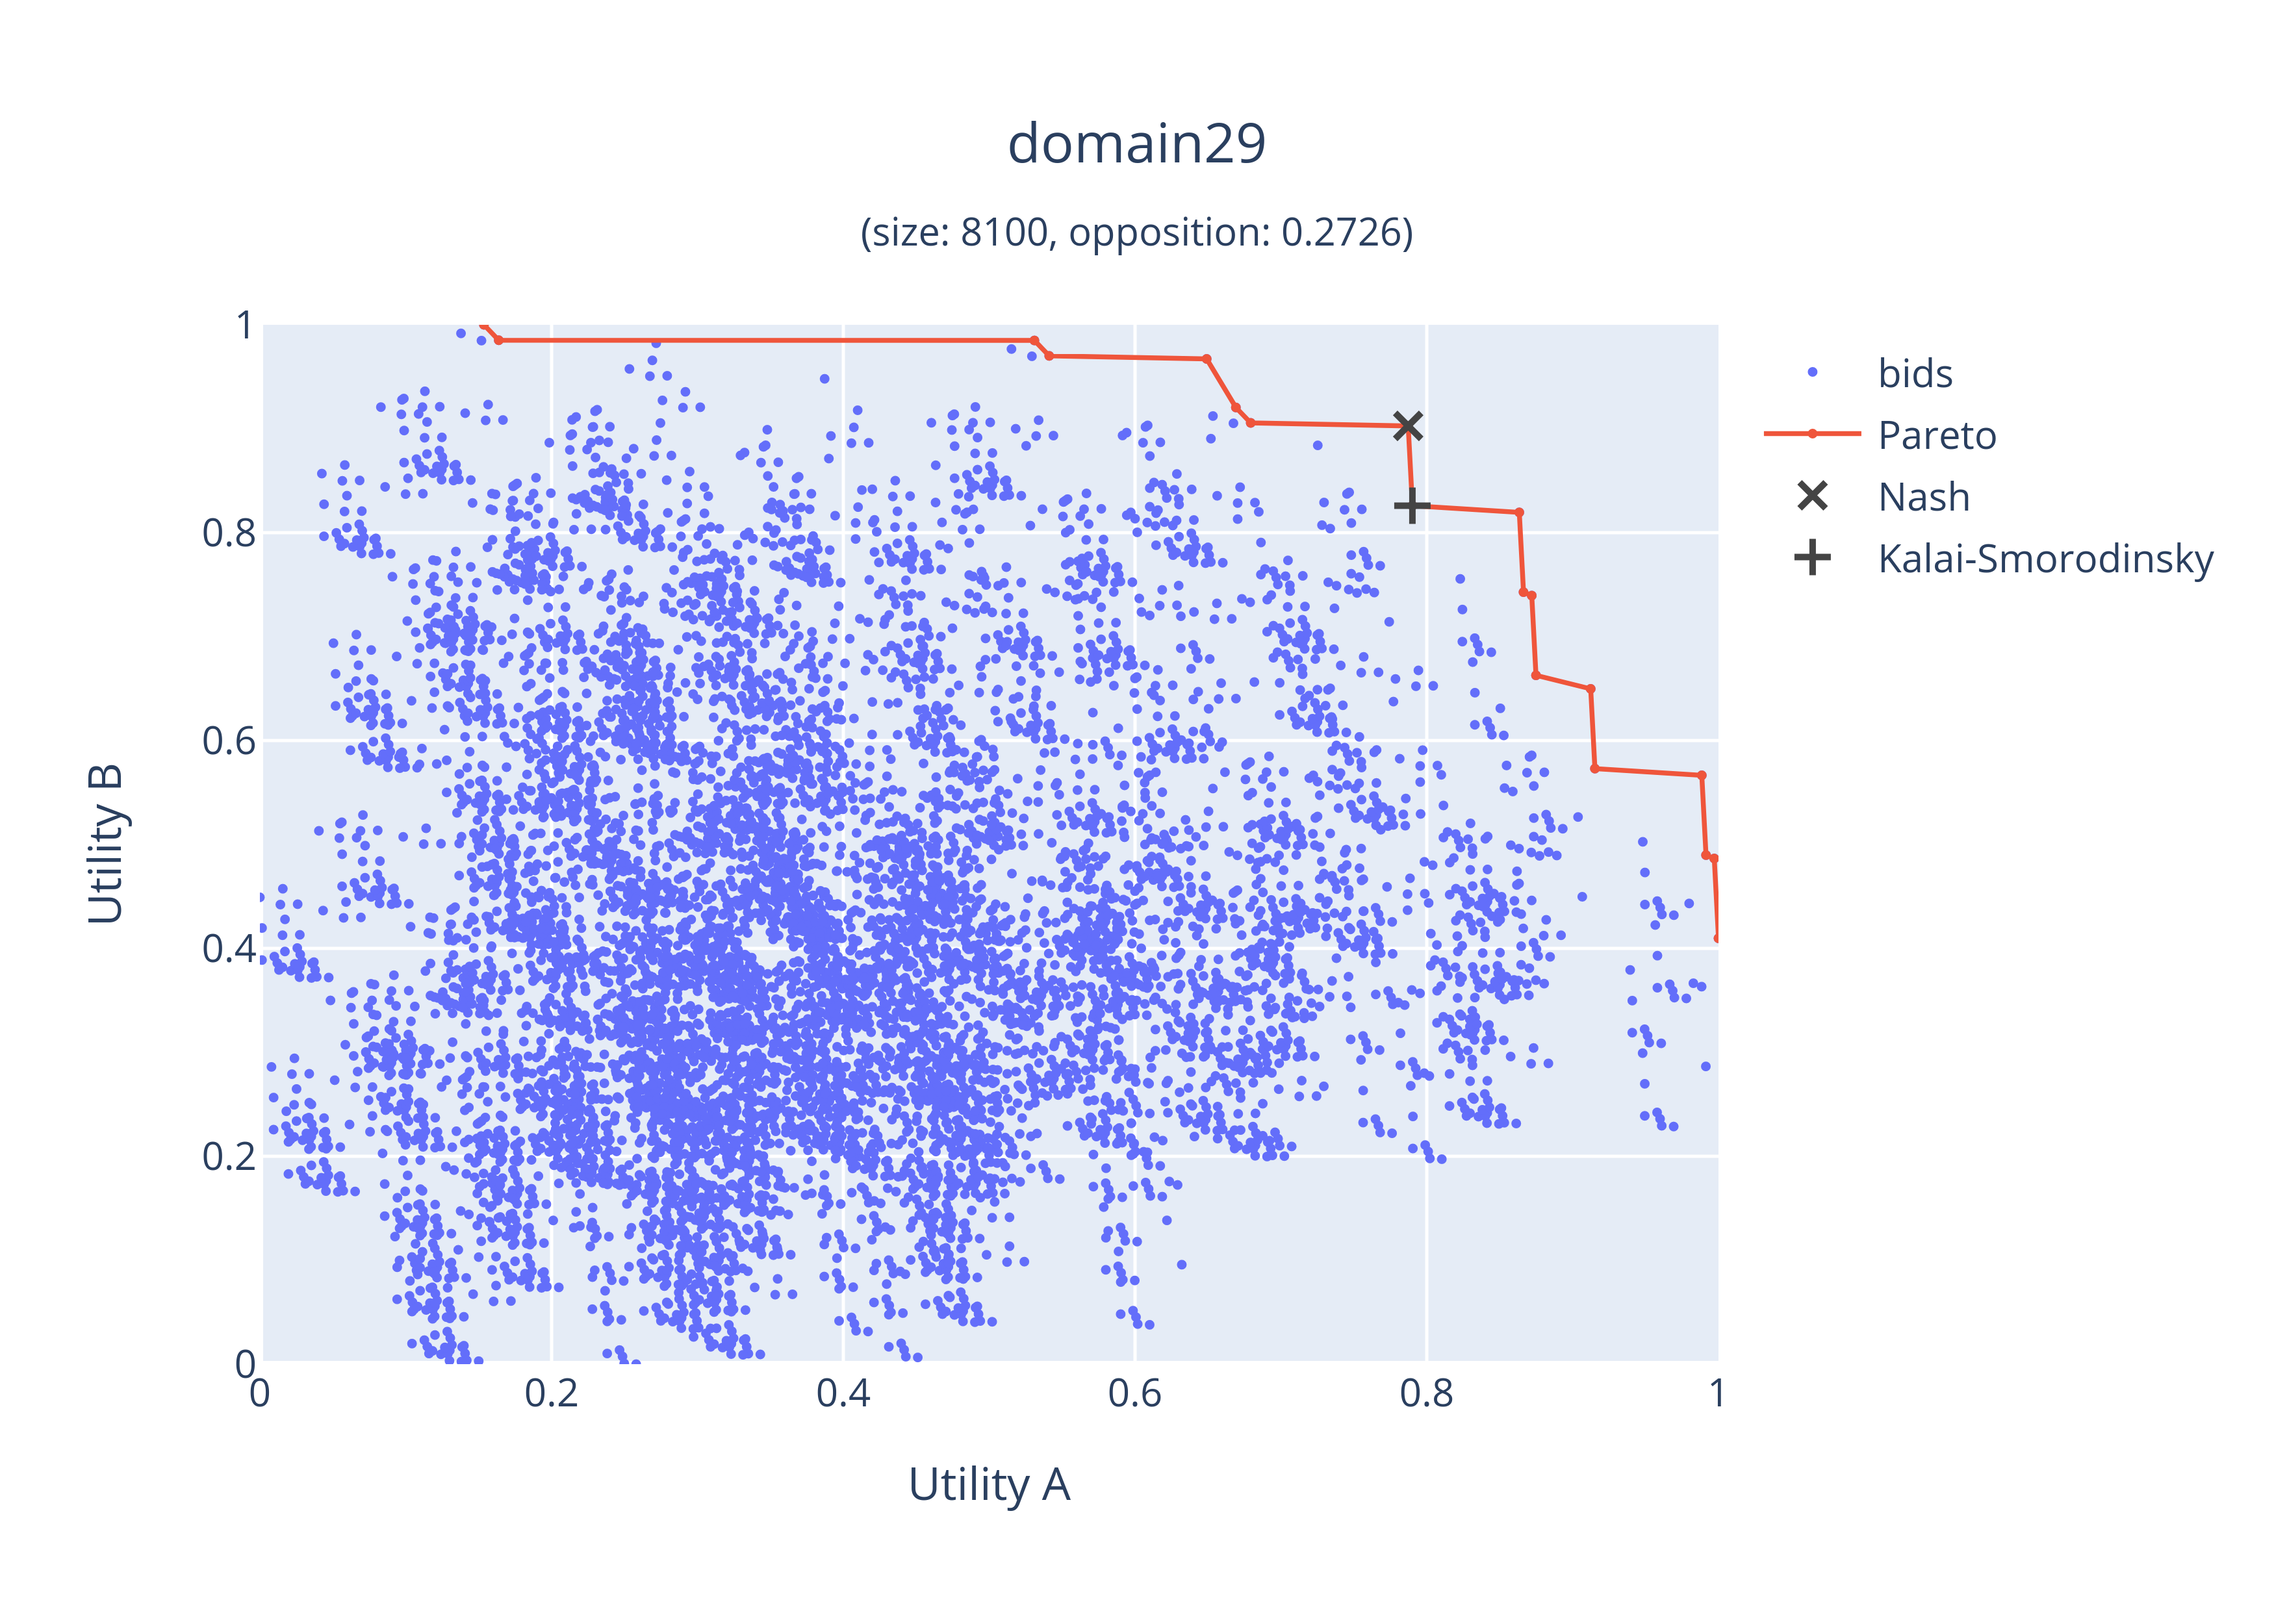 domain29
(size: 8100, opposition: 0.2726)
1
0.8
0.6
0.4
0.2
0
0
0.2
0.4
0.6
0.8
1
Utility B
Utility A
bids
Pareto
Nash
Kalai-Smorodinsky